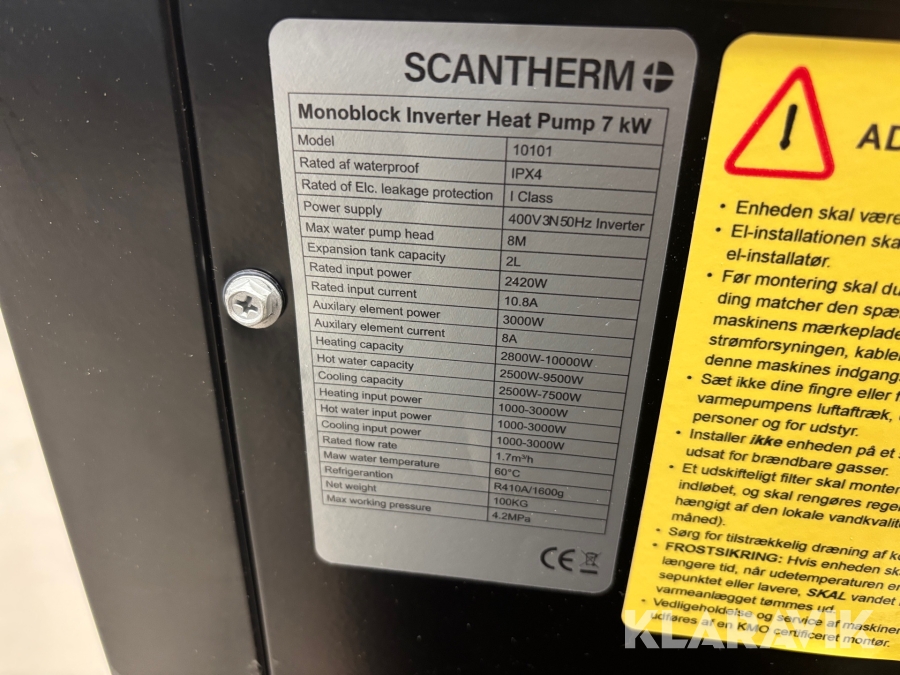 SCANTHERM
Monoblock Inverter Heat Pump 7 kW
Model 10101
Rated af waterproof IPX4
Rated of Elc. leakage protection I Class
Power supply 400V3N50Hz Inverter
Max water pump head 8M
Expansion tank capacity 2L
Rated input power 2420W
Rated input current 10.8A
Auxilary element power 3000W
Auxilary element current 8A
Heating capacity 2800W-10000W
Hot water capacity 2500W-9500W
Cooling capacity 2500W-7500W
Heating input power 1000-3000W
Hot water input power 1000-3000W
Cooling input power 1000-3000W
Rated flow rate 1.7m³h
Maw water temperature 60°C
Refrigerantion R410A/1600g
Net weight 100KG
Max working pressure 4.2MPa
CE
AD
• Enheden skal være
• El-installationen ska
el-installatør.
• Før montering skal du
ding matcher den spæ
maskinens mærkeplade
strømforsyningen, kable
denne maskines indgang
• Sæt ikke dine fingre eller f
varmepumpens luftaftræk,
personer og for udstyr.
• Installer ikke enheden på et
udsat for brændbare gasser.
• Et udskifteligt filter skal monter
indløbet, og skal rengøres rege
hængigt af den lokale vandkvalit
måned).
• Sørg for tilstrækkelig dræning af k
• FROSTSIKRING: Hvis enheden sk
længere tid, når udetemperaturen er
sepunktet eller lavere, SKAL vandet
varmeanlægget tømmes ud
• Vedligeholdelse og service af maskiner
udføres af en KMO certificeret montør.
KLARAVIK